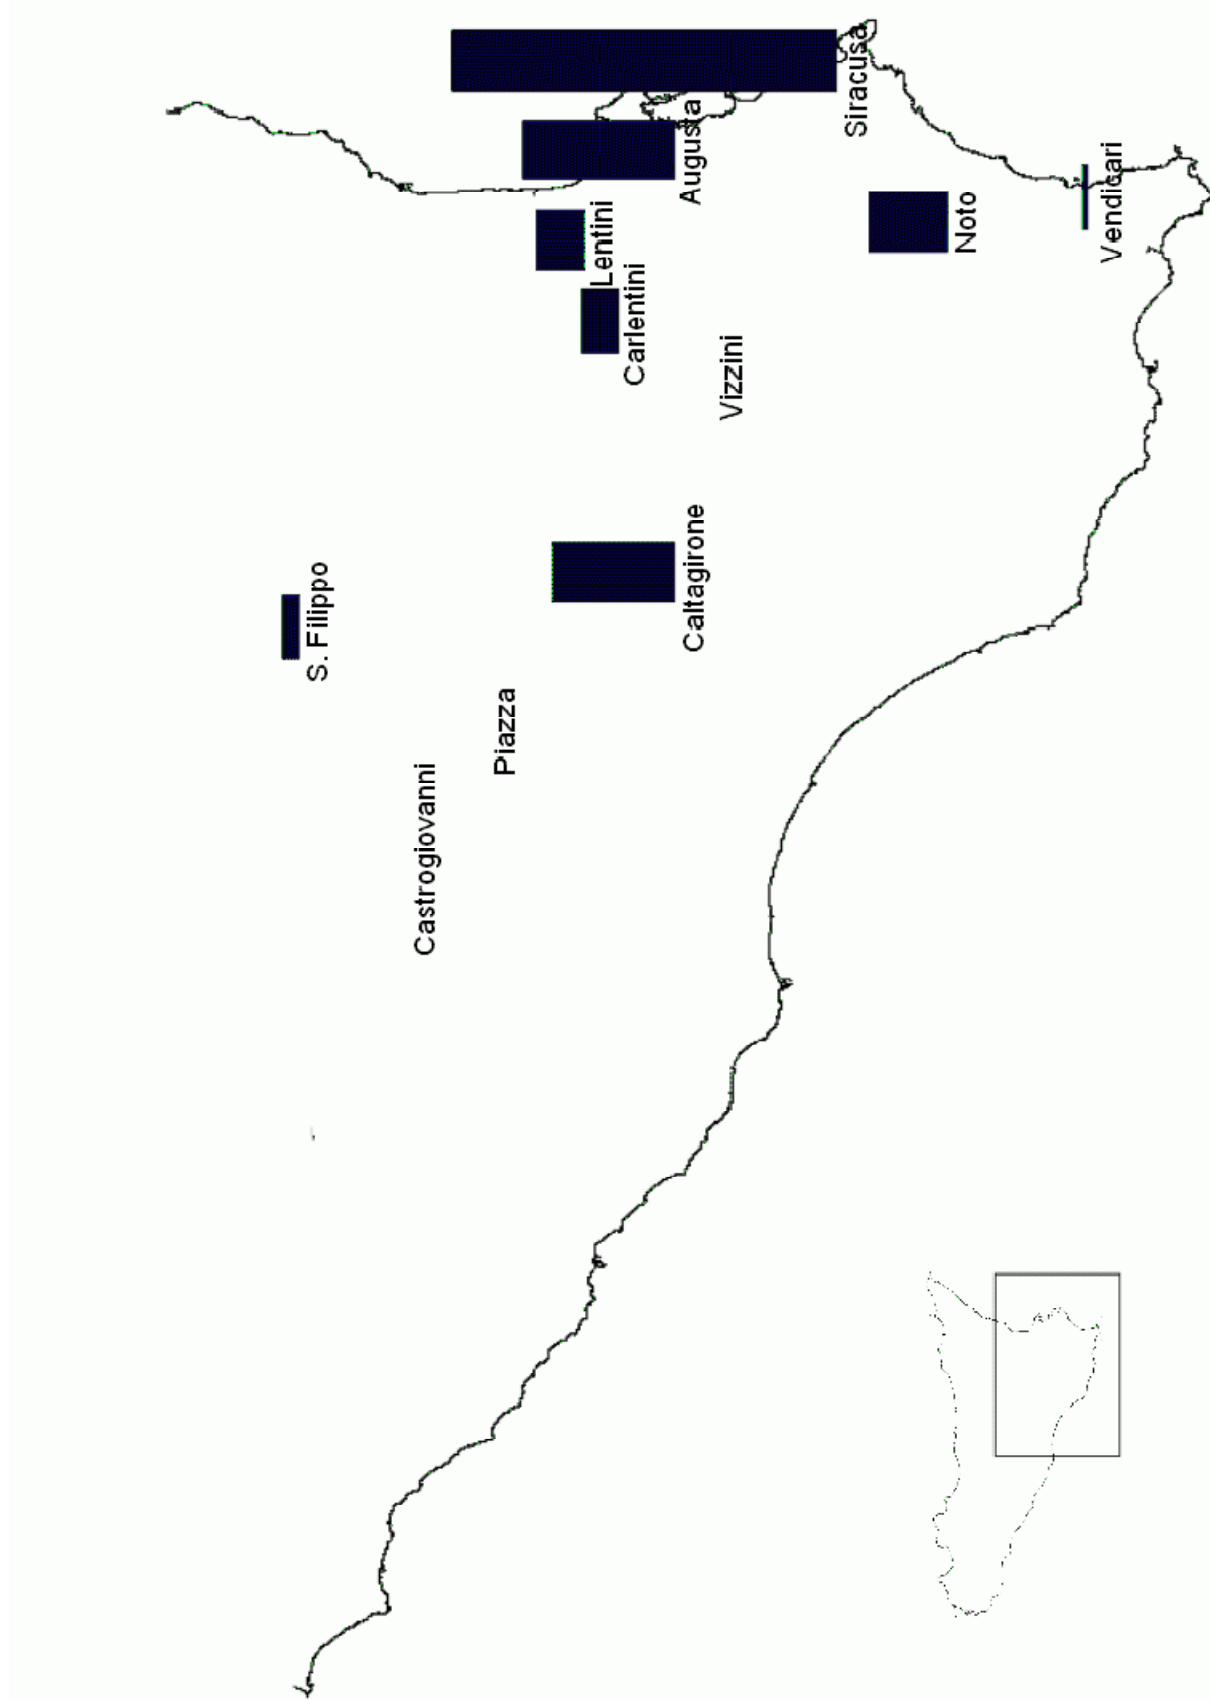 S. Filippo
Castrogiovanni
Piazza
Lentini
Carlentini
Augusta
Caltagirone
Vizzini
Siracusa
Noto
Vendicari